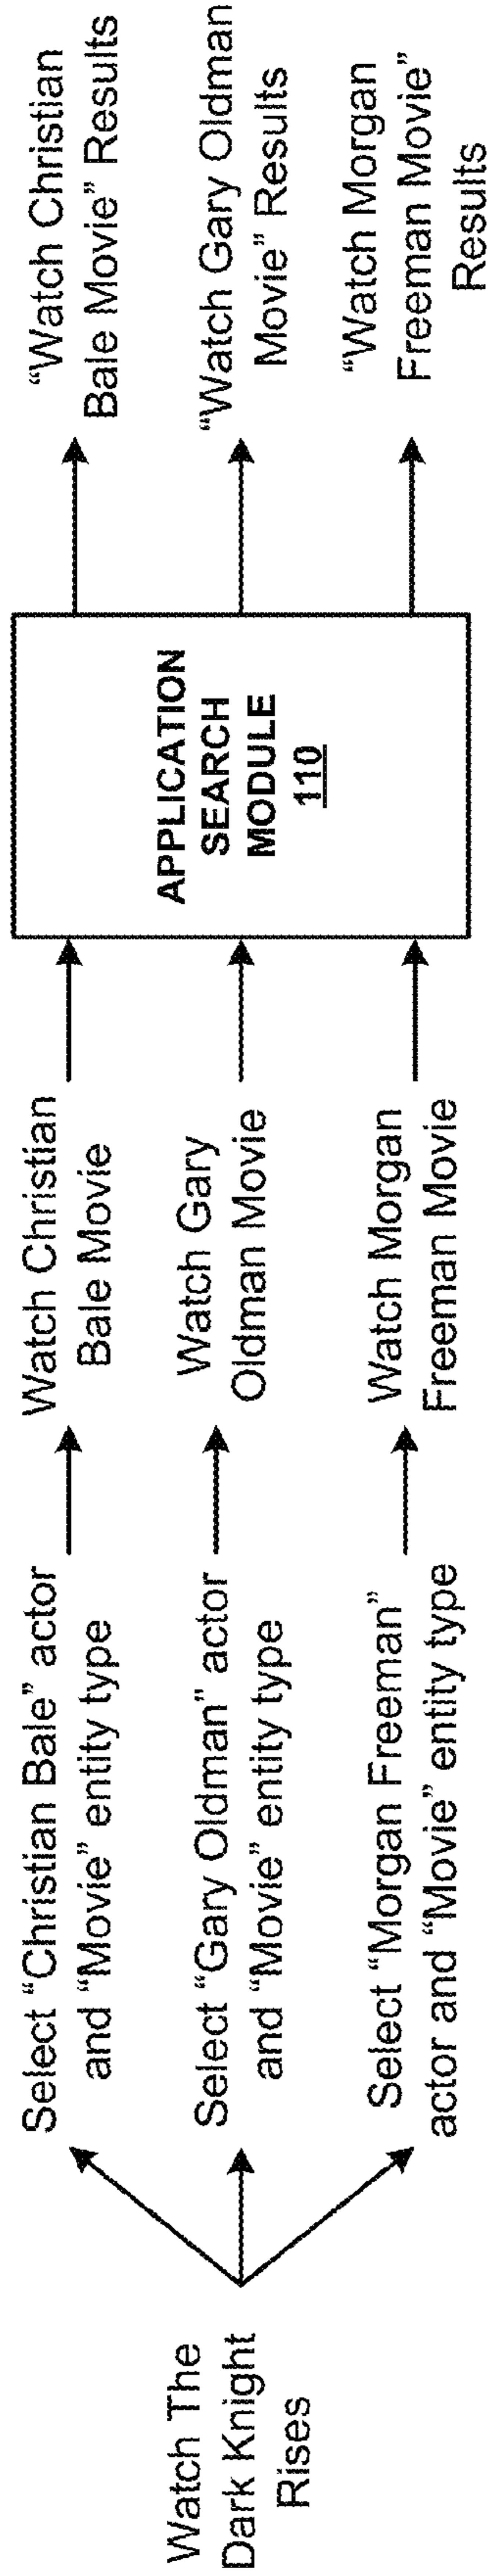 Watch The
Dark Knight
Rises
Select “Christian Bale” actor
and “Movie” entity type
Select “Gary Oldman” actor
and “Movie” entity type
Select “Morgan Freeman”
actor and “Movie” entity type
Watch Christian
Bale Movie
Watch Gary
Oldman Movie
Watch Morgan
Freeman Movie
APPLICATION
SEARCH
MODULE
110
“Watch Christian
Bale Movie” Results
“Watch Gary Oldman
Movie” Results
“Watch Morgan
Freeman Movie”
Results